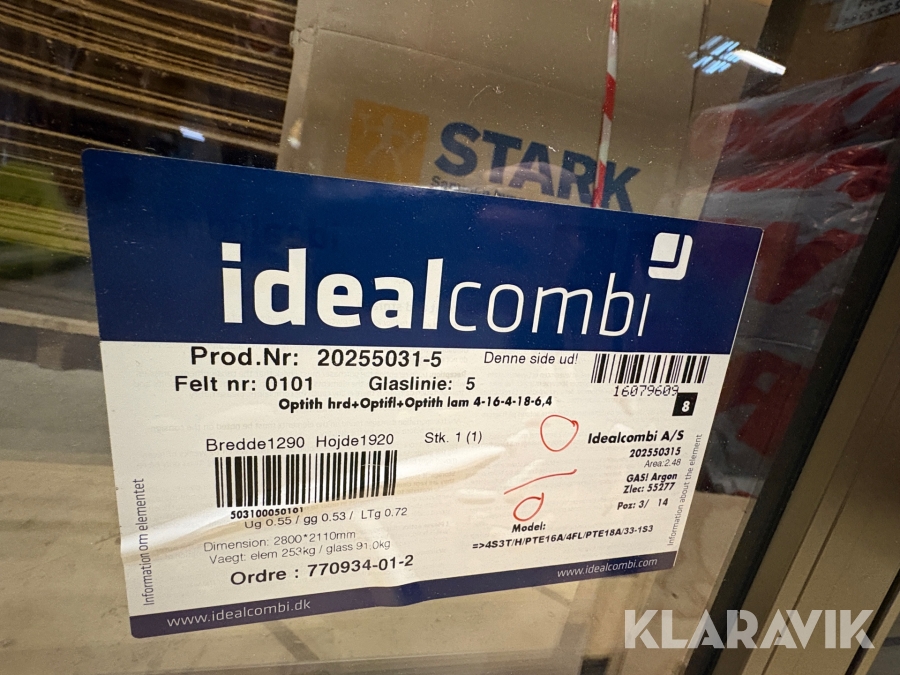 STARK
idealcombi
Prod.Nr: 20255031-5
Denne side ud!
Felt nr: 0101 Glaslinie: 5
16079609
8
Optith hrd+Optifl+Optith lam 4-16-4-18-6,4
Bredde1290 Hojde1920 Stk. 1 (1)
Idealcombi A/S
202550315
Area:2.48
GAS! Argon
Zlec: 55277
Poz: 3/ 14
503100050101
Ug 0.55 / gg 0.53 / LTg 0.72
Model:
=>4S3T/H/PTE16A/4FL/PTE18A/33-1S3
Dimension: 2800*2110mm
Vaegt: elem 253kg / glass 91.0kg
Ordre : 770934-01-2
Information om elementet
Information about the element
www.idealcombi.dk
www.idealcombi.com
KLARAVIK